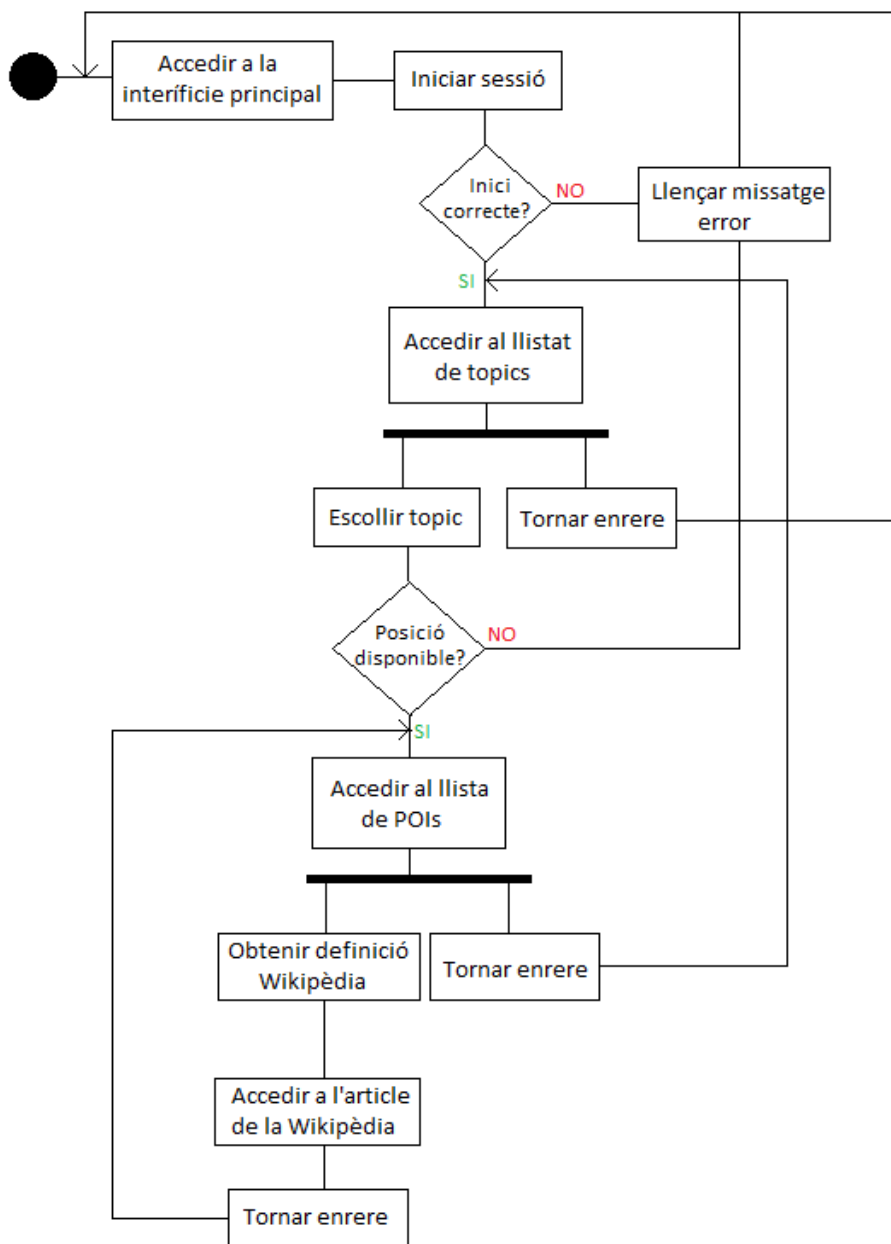 Accedir a la
interíficie principal
Iniciar sessió
Inici
correcte?
NO
Llençar missatge
error
SI
Accedir al llistat
de topics
Escollir topic
Tornar enrere
Posició
disponible?
NO
SI
Accedir al llista
de POIs
Obtenir definició
Wikipèdia
Tornar enrere
Accedir a l'article
de la Wikipèdia
Tornar enrere